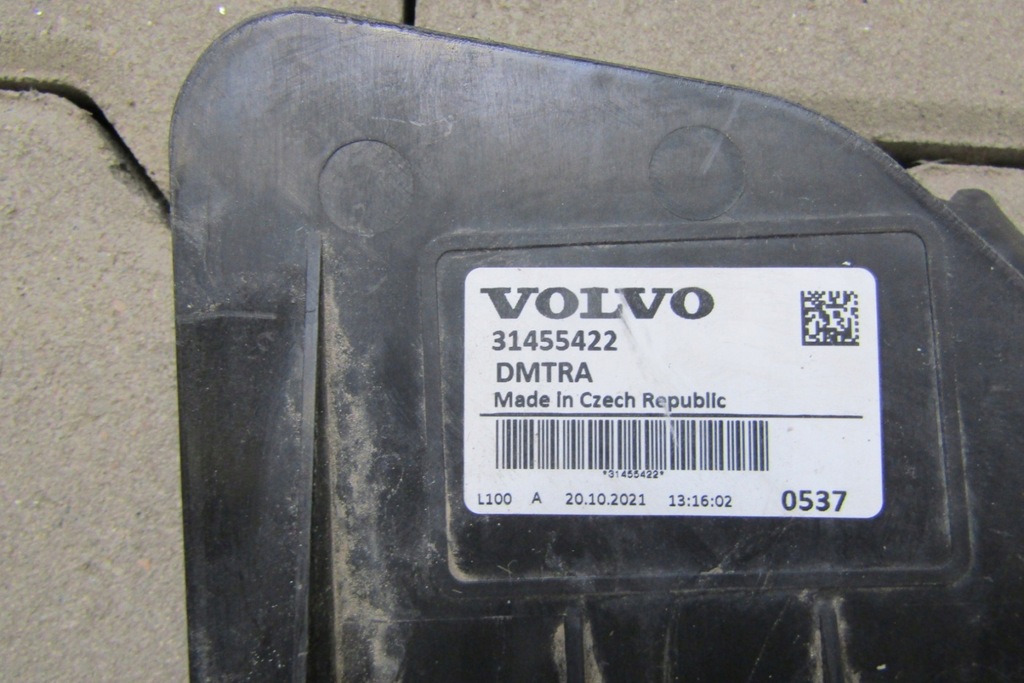 VOLVO
31455422
DMTRA
Made in Czech Republic
*31455422*
L100 A 20.10.2021 13:16:02 0537